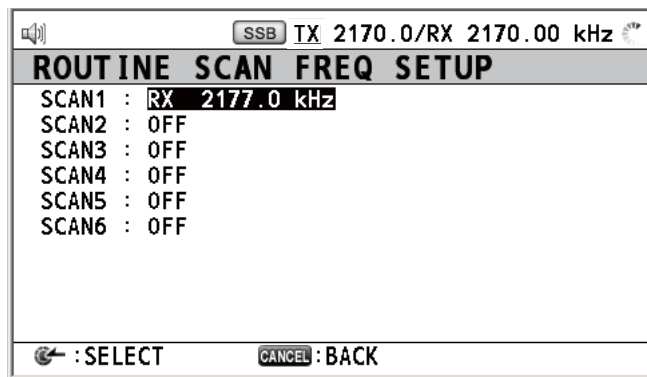 SSB TX 2170.0/RX 2170.00 kHz
ROUTINE SCAN FREQ SETUP
SCAN1 : RX 2177.0 kHz
SCAN2 : OFF
SCAN3 : OFF
SCAN4 : OFF
SCAN5 : OFF
SCAN6 : OFF
:SELECT CANCEL :BACK